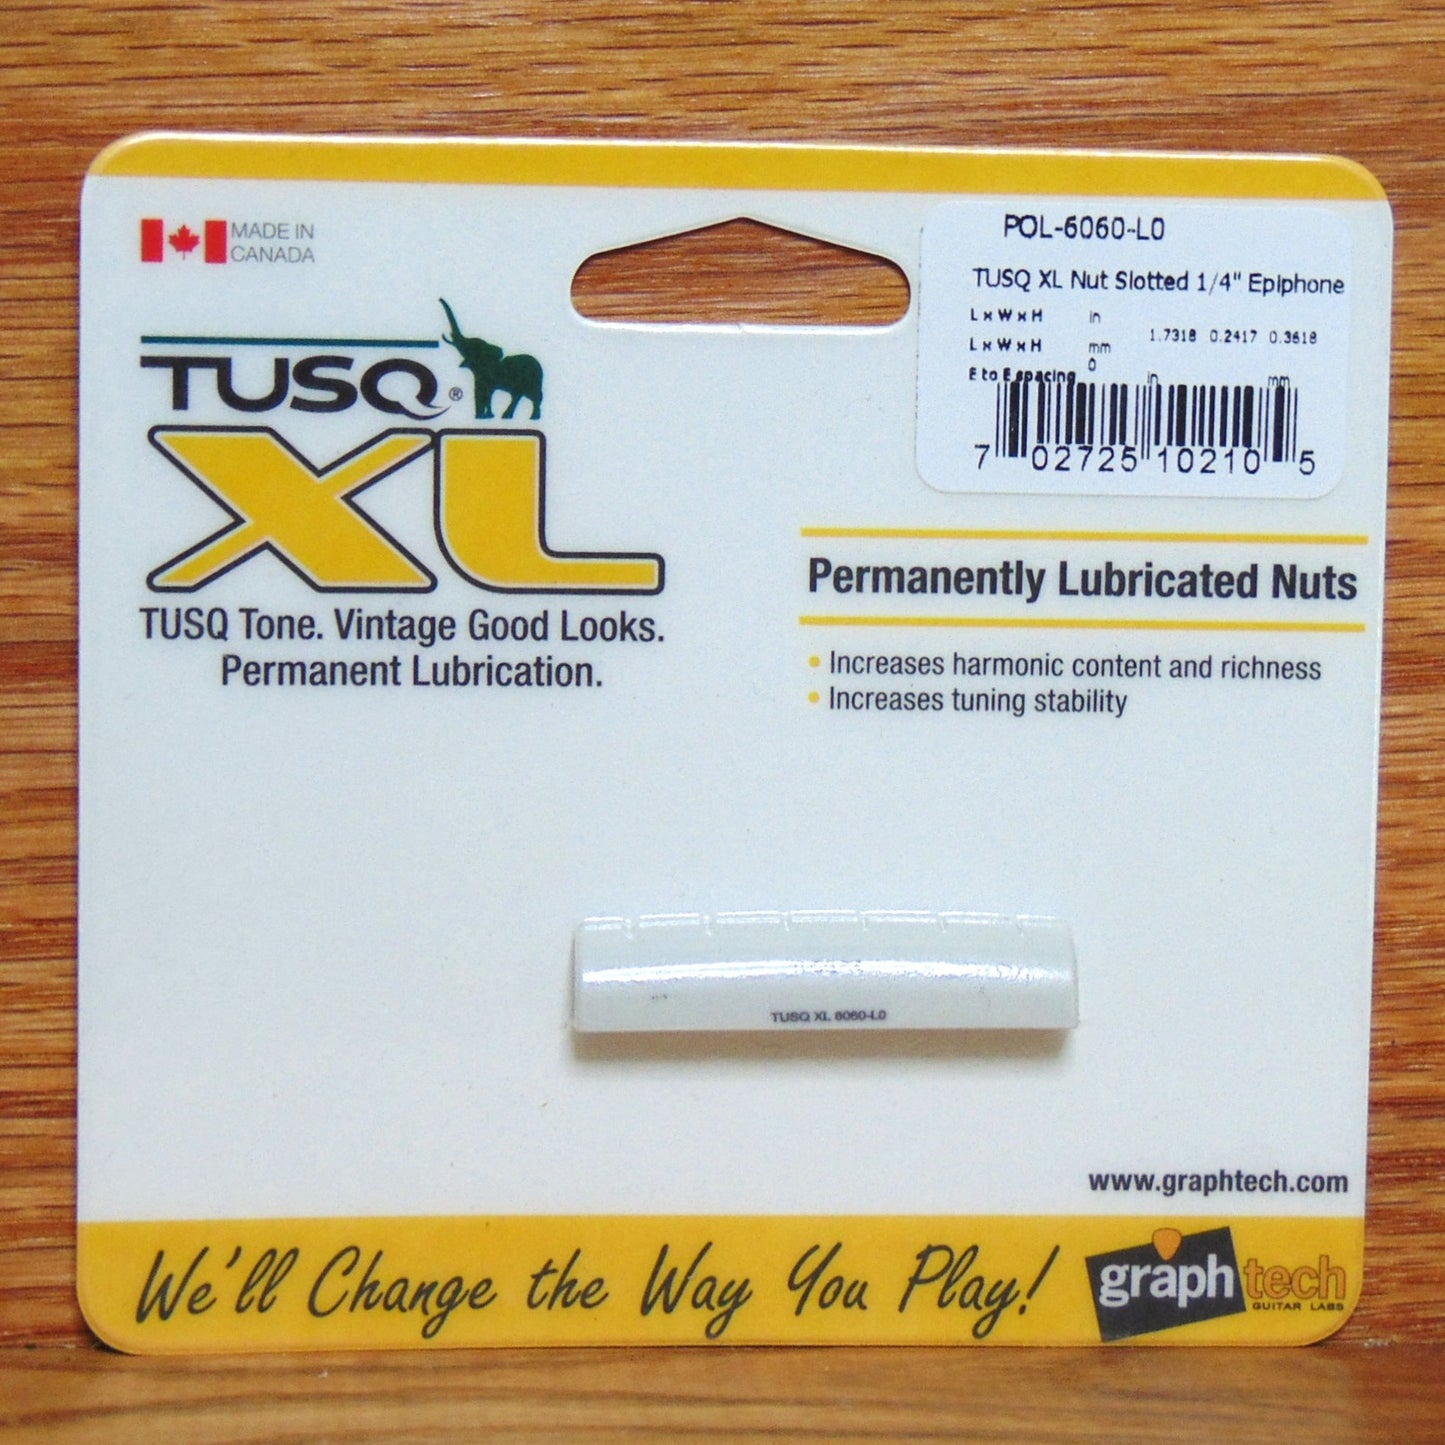 MADE IN
CANADA
TUSQ®
XL
TUSQ Tone. Vintage Good Looks.
Permanent Lubrication.
POL-6060-L0
TUSQ XL Nut Slotted 1/4" Epiphone
L x W x H in 1.7318 0.2417 0.3618
L x W x H mm
0
E to E spacing in mm
7 02725 10210 5
Permanently Lubricated Nuts
• Increases harmonic content and richness
• Increases tuning stability
TUSQ XL 6060-L0
www.graphtech.com
We'll Change the Way You Play!
graphtech
GUITAR LABS